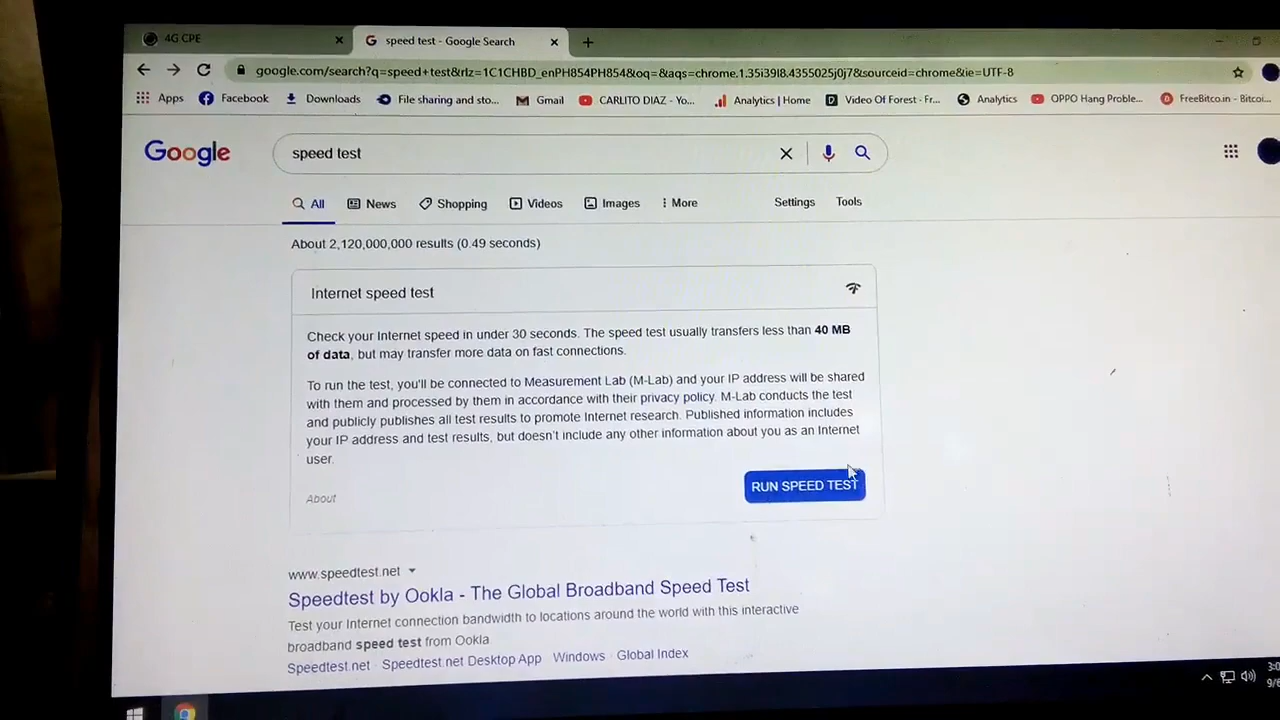 4G CPE
speed test - Google Search
google.com/search?q=speed+test&rlz=1C1CHBD_enPH854PH854&oq=&aqs=chrome.1.35i39l8.4355025j0j7&sourceid=chrome&ie=UTF-8
Apps Facebook Downloads File sharing and sto... Gmail CARLITO DIAZ - Yo... Analytics | Home Video Of Forest - Fr... Analytics OPPO Hang Proble... FreeBitco.in - Bitcoi...
Google speed test
All News Shopping Videos Images More Settings Tools
About 2,120,000,000 results (0.49 seconds)
Internet speed test
Check your Internet speed in under 30 seconds. The speed test usually transfers less than 40 MB
of data, but may transfer more data on fast connections.
To run the test, you'll be connected to Measurement Lab (M-Lab) and your IP address will be shared
with them and processed by them in accordance with their privacy policy. M-Lab conducts the test
and publicly publishes all test results to promote Internet research. Published information includes
your IP address and test results, but doesn't include any other information about you as an Internet
user.
RUN SPEED TEST
About
www.speedtest.net
Speedtest by Ookla - The Global Broadband Speed Test
Test your Internet connection bandwidth to locations around the world with this interactive
broadband speed test from Ookla
Speedtest.net · Speedtest.net Desktop App · Windows · Global Index